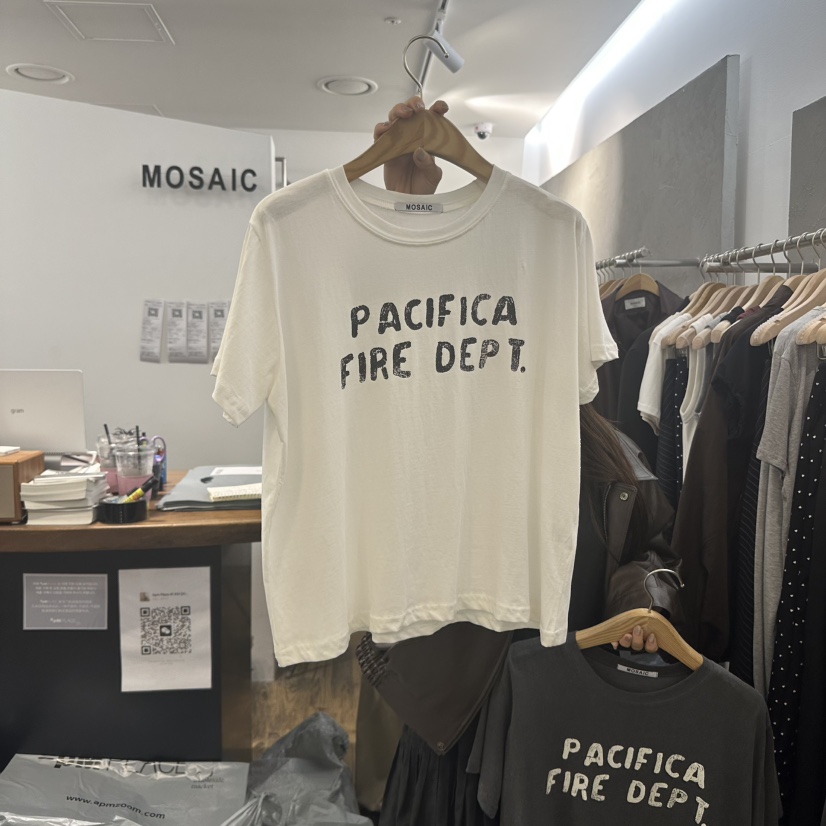 MOSAIC
MOSAIC
PACIFICA
FIRE DEPT.
MOSAIC
PACIFICA
FIRE DEPT.
www.apmzoom.com